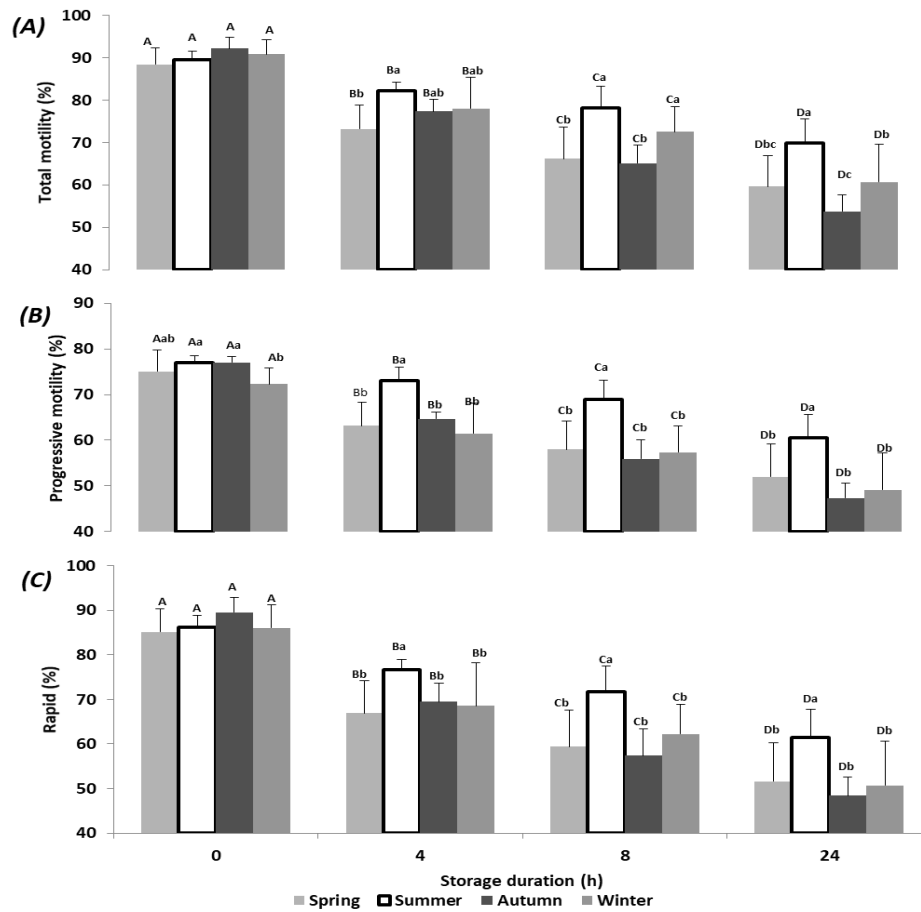 (A)
Total motility (%)
100
90
80
70
60
50
40
A A A A
Bb Ba Bab Bab
Cb Ca Cb Ca
Dbc Da Dc Db
(B)
Progressive motility (%)
90
80
70
60
50
40
Aab Aa Aa Ab
Bb Ba Bb Bb
Cb Ca Cb Cb
Db Da Db Db
(C)
Rapid (%)
100
90
80
70
60
50
40
A A A A
Bb Ba Bb Bb
Cb Ca Cb Cb
Db Da Db Db
0 4 8 24
Storage duration (h)
Spring Summer Autumn Winter